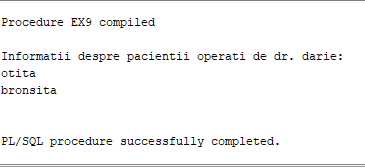 Procedure EX9 compiled
Informatii despre pacientii operati de dr. darie:
otita
bronsita
PL/SQL procedure successfully completed.